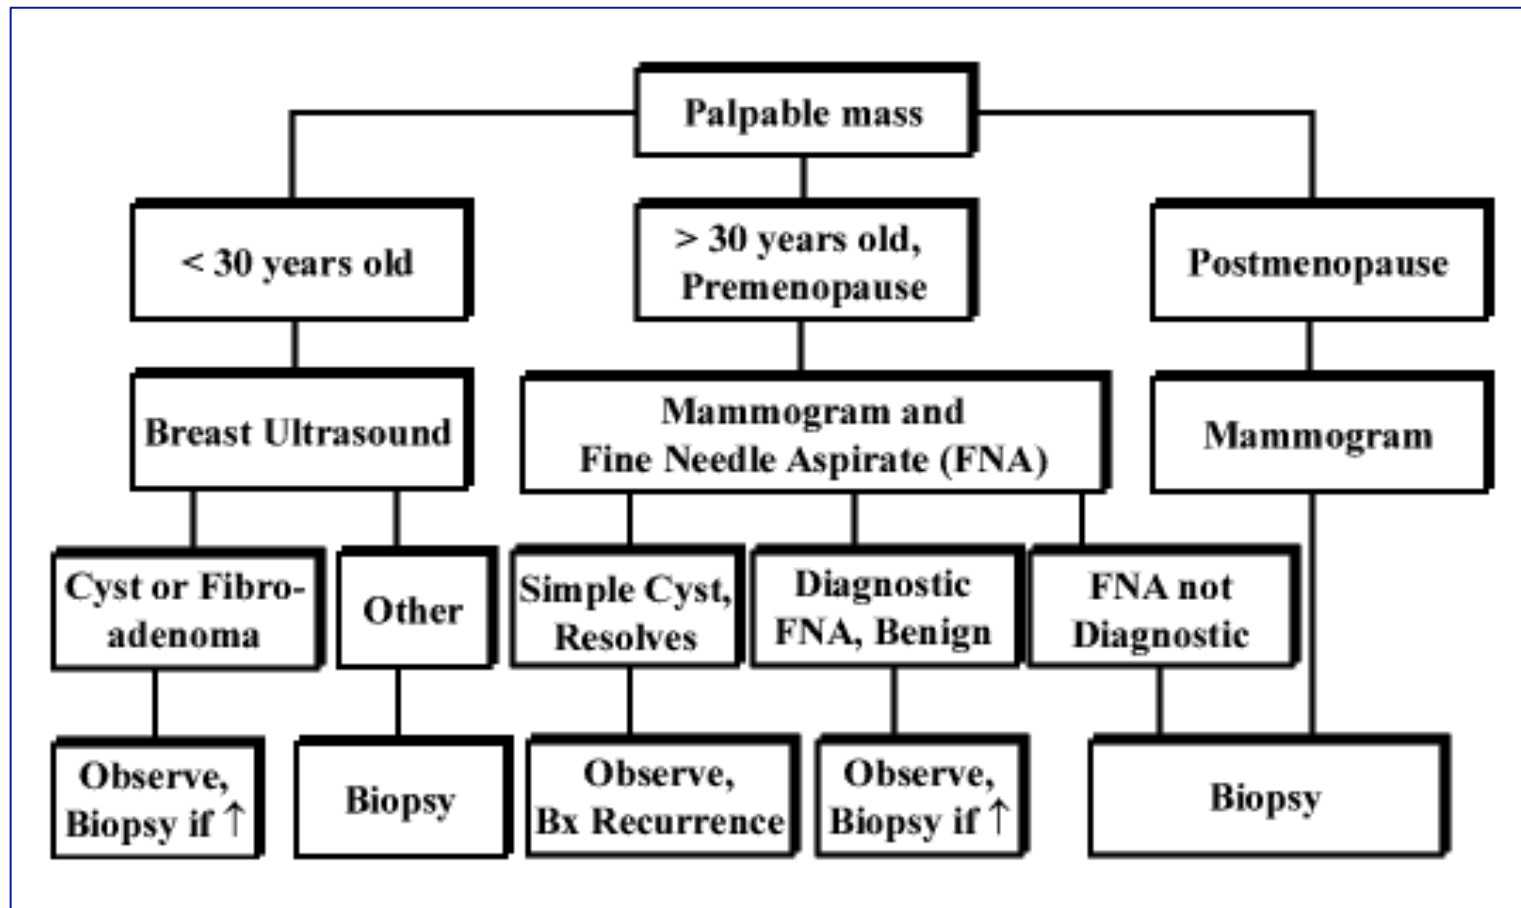 Palpable mass
< 30 years old
> 30 years old,
Premenopause
Postmenopause
Breast Ultrasound
Mammogram and
Fine Needle Aspirate (FNA)
Mammogram
Cyst or Fibro-
adenoma
Other
Simple Cyst,
Resolves
Diagnostic
FNA, Benign
FNA not
Diagnostic
Observe,
Biopsy if ↑
Biopsy
Observe,
Bx Recurrence
Observe,
Biopsy if ↑
Biopsy